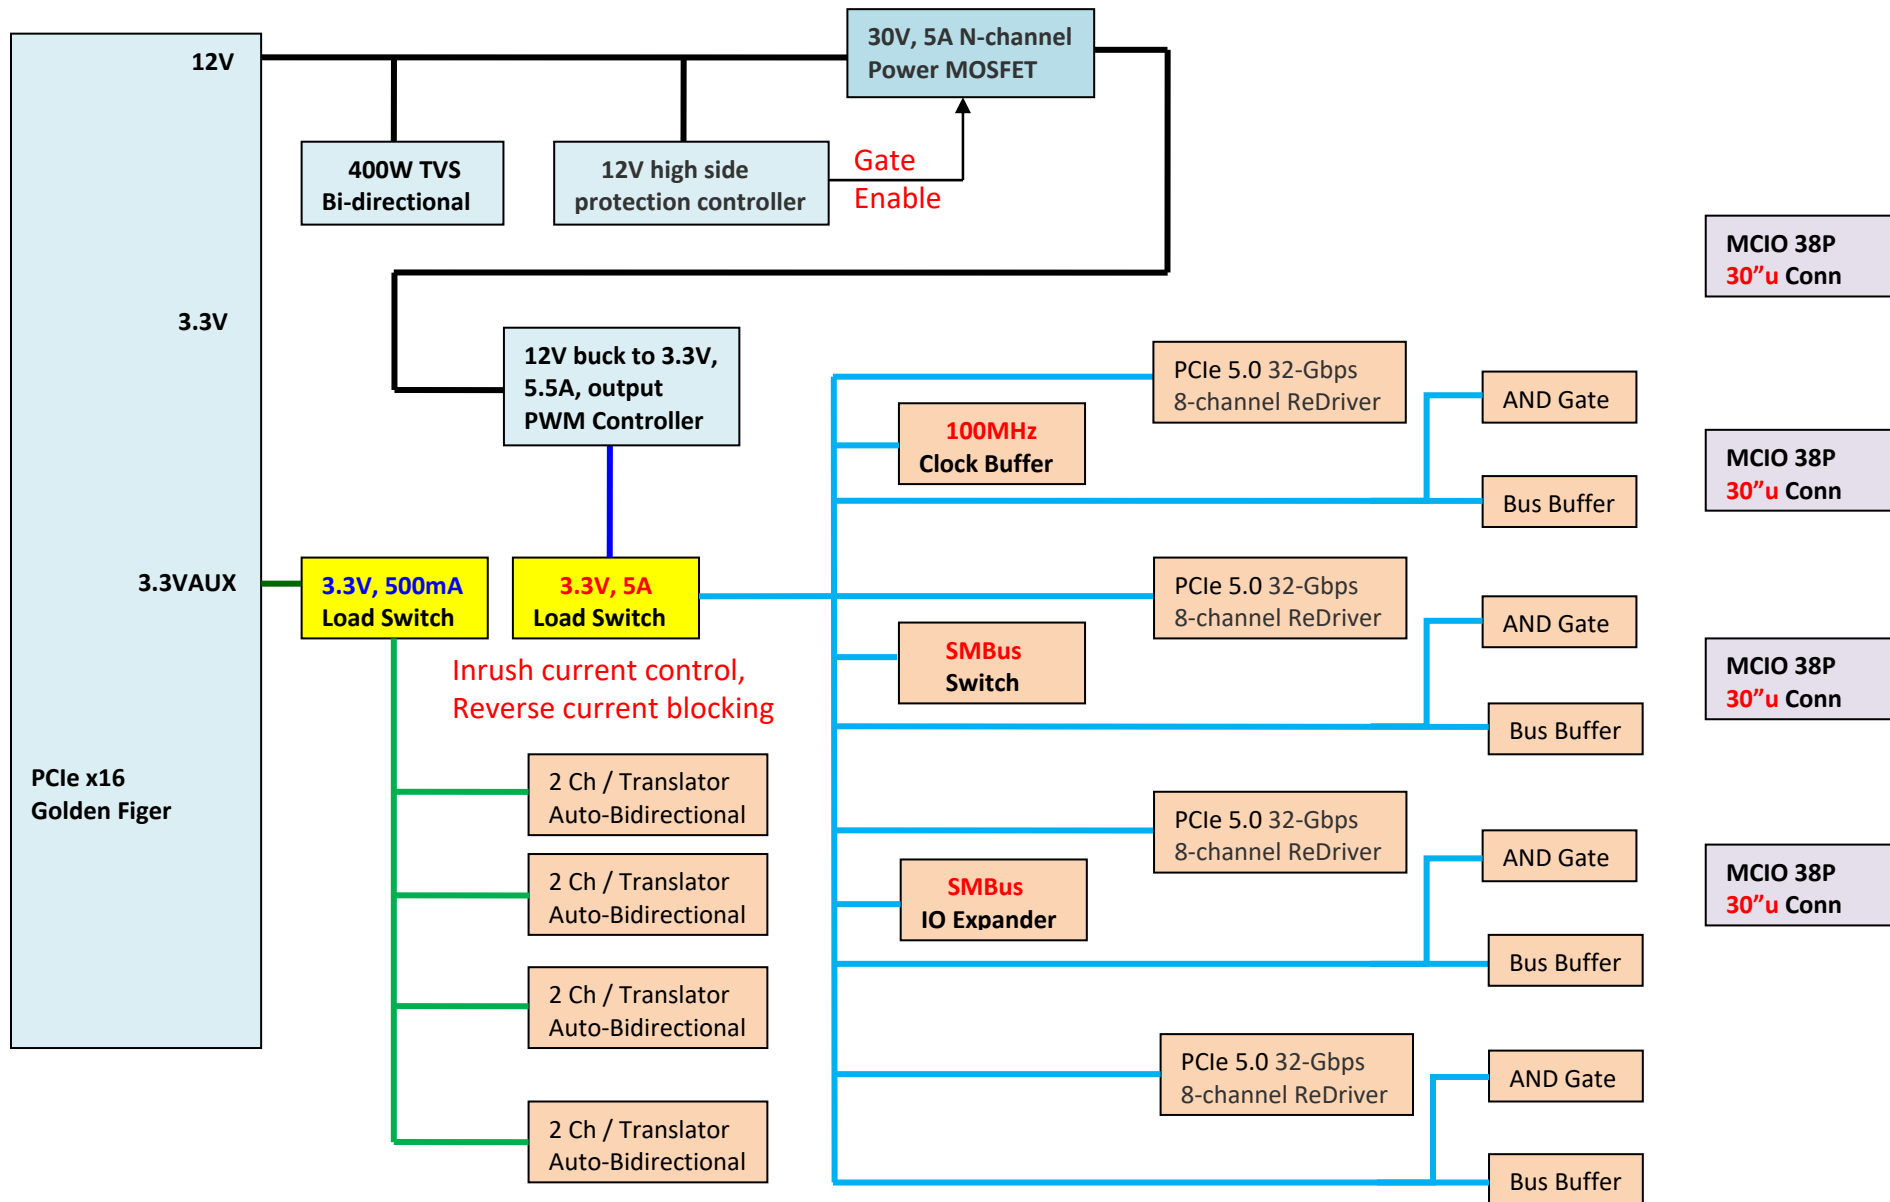 12V
30V, 5A N-channel
Power MOSFET
400W TVS
Bi-directional
12V high side
protection controller
Gate
Enable
MCIO 38P
30”u Conn
3.3V
12V buck to 3.3V,
5.5A, output
PWM Controller
PCIe 5.0 32-Gbps
8-channel ReDriver
AND Gate
100MHz
Clock Buffer
MCIO 38P
30”u Conn
Bus Buffer
3.3VAUX
3.3V, 500mA
Load Switch
3.3V, 5A
Load Switch
PCIe 5.0 32-Gbps
8-channel ReDriver
AND Gate
Inrush current control,
Reverse current blocking
SMBus
Switch
MCIO 38P
30”u Conn
Bus Buffer
PCIe x16
Golden Figer
2 Ch / Translator
Auto-Bidirectional
PCIe 5.0 32-Gbps
8-channel ReDriver
AND Gate
2 Ch / Translator
Auto-Bidirectional
SMBus
IO Expander
MCIO 38P
30”u Conn
Bus Buffer
2 Ch / Translator
Auto-Bidirectional
PCIe 5.0 32-Gbps
8-channel ReDriver
AND Gate
2 Ch / Translator
Auto-Bidirectional
Bus Buffer